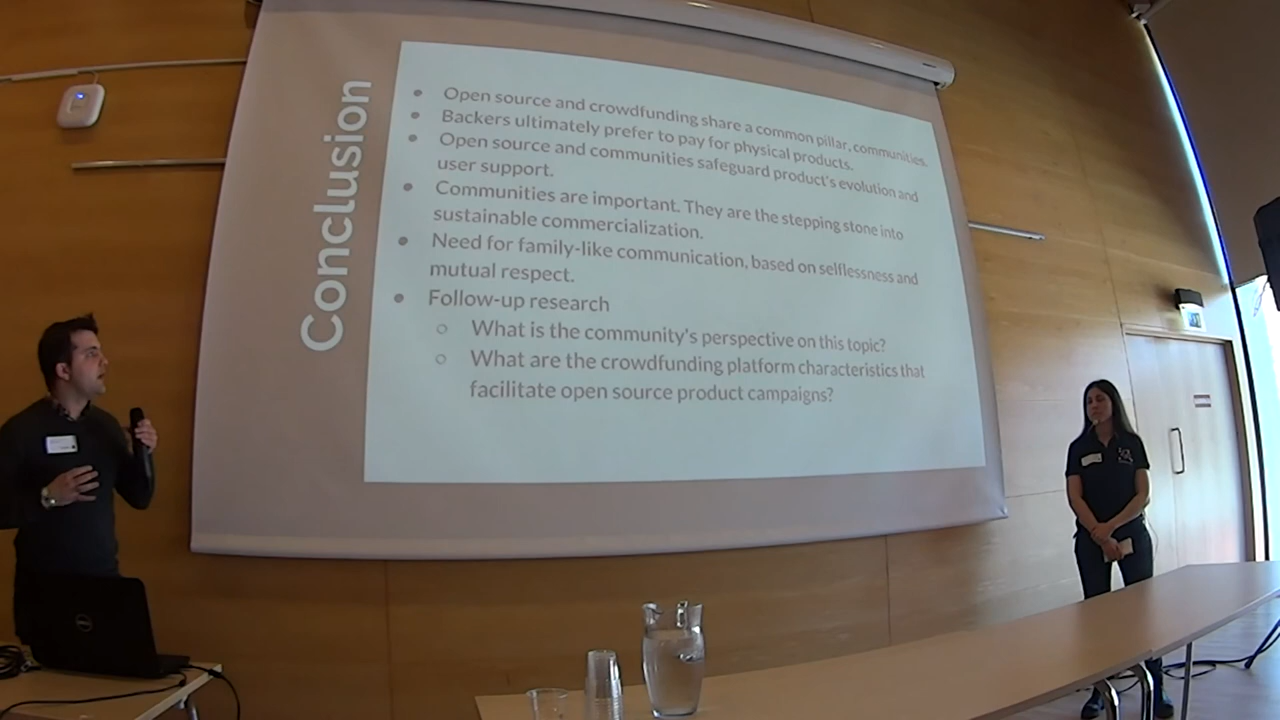 Conclusion
Open source and crowdfunding share a common pillar, communities.
Backers ultimately prefer to pay for physical products.
Open source and communities safeguard product's evolution and
user support.
Communities are important. They are the stepping stone into
sustainable commercialization.
Need for family-like communication, based on selflessness and
mutual respect.
Follow-up research
What is the community's perspective on this topic?
What are the crowdfunding platform characteristics that
facilitate open source product campaigns?
DELL